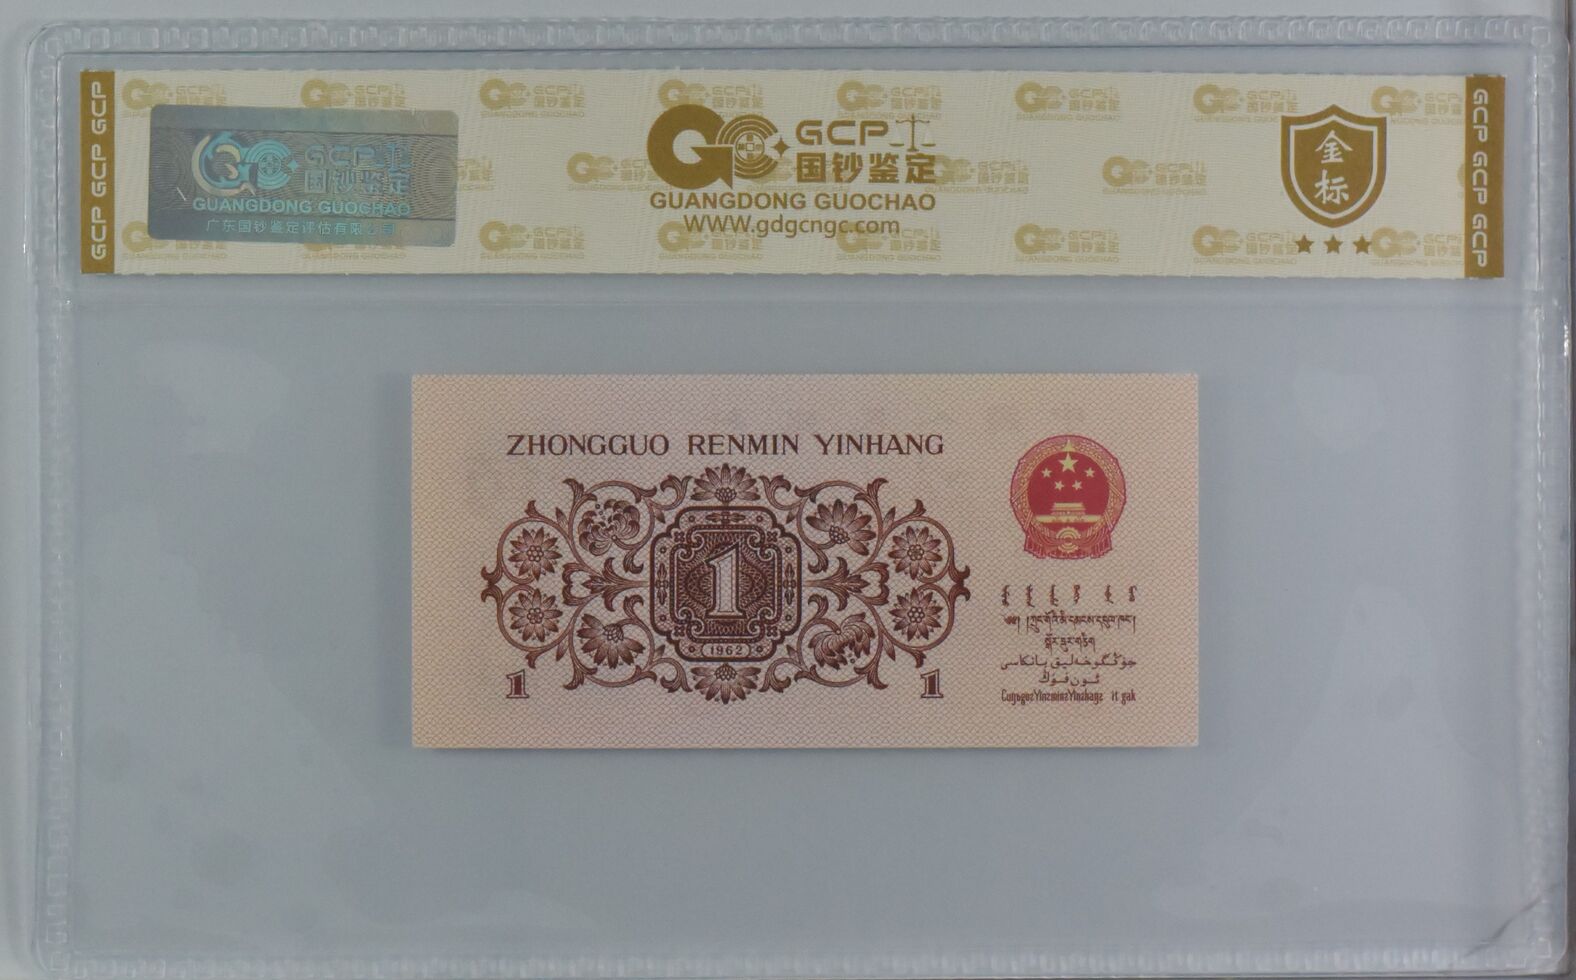 GCP GCP GCP
GCP
国钞鉴定
GUANGDONG GUOCHAO
广东国钞鉴定评估有限公司
GCP
国钞鉴定
GUANGDONG GUOCHAO
WWW.gdgcngc.com
金
标
GCP GCP GCP
ZHONGGUO RENMIN YINHANG
1
1962
1
1